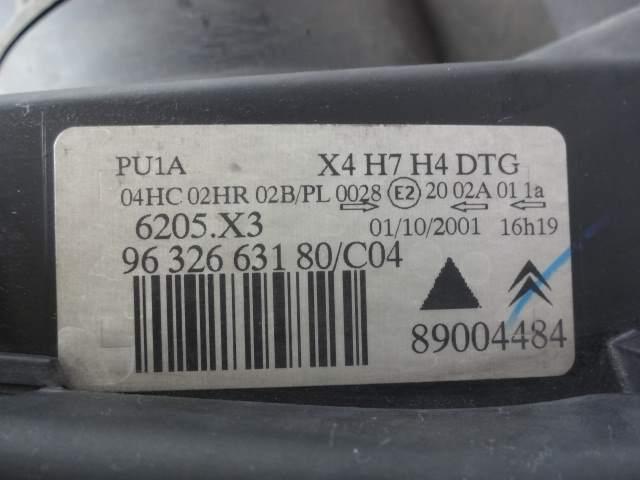 PU1A X4 H7 H4 DTG
04HC 02HR 02B/PL 0028 E2 20 02A 01 1a
6205.X3 01/10/2001 16h19
96 326 631 80/C04
89004484